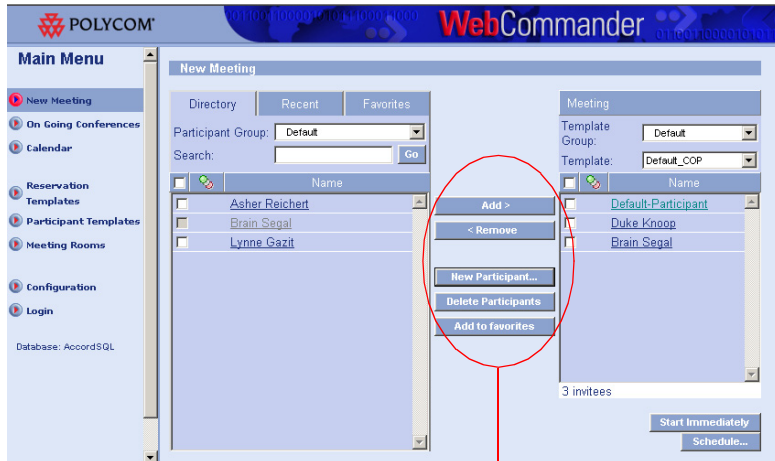 POLYCOM
WebCommander
Main Menu
New Meeting
On Going Conferences
Calendar
Reservation
Templates
Participant Templates
Meeting Rooms
Configuration
Login
Database: AccordSQL
New Meeting
Directory Recent Favorites
Participant Group: Default
Search: Go
Name
Asher Reichert
Brain Segal
Lynne Gazit
Add >
< Remove
New Participant...
Delete Participants
Add to favorites
Meeting
Template
Group: Default
Template: Default_COP
Name
Default-Participant
Duke Knoop
Brain Segal
3 invitees
Start Immediately
Schedule...